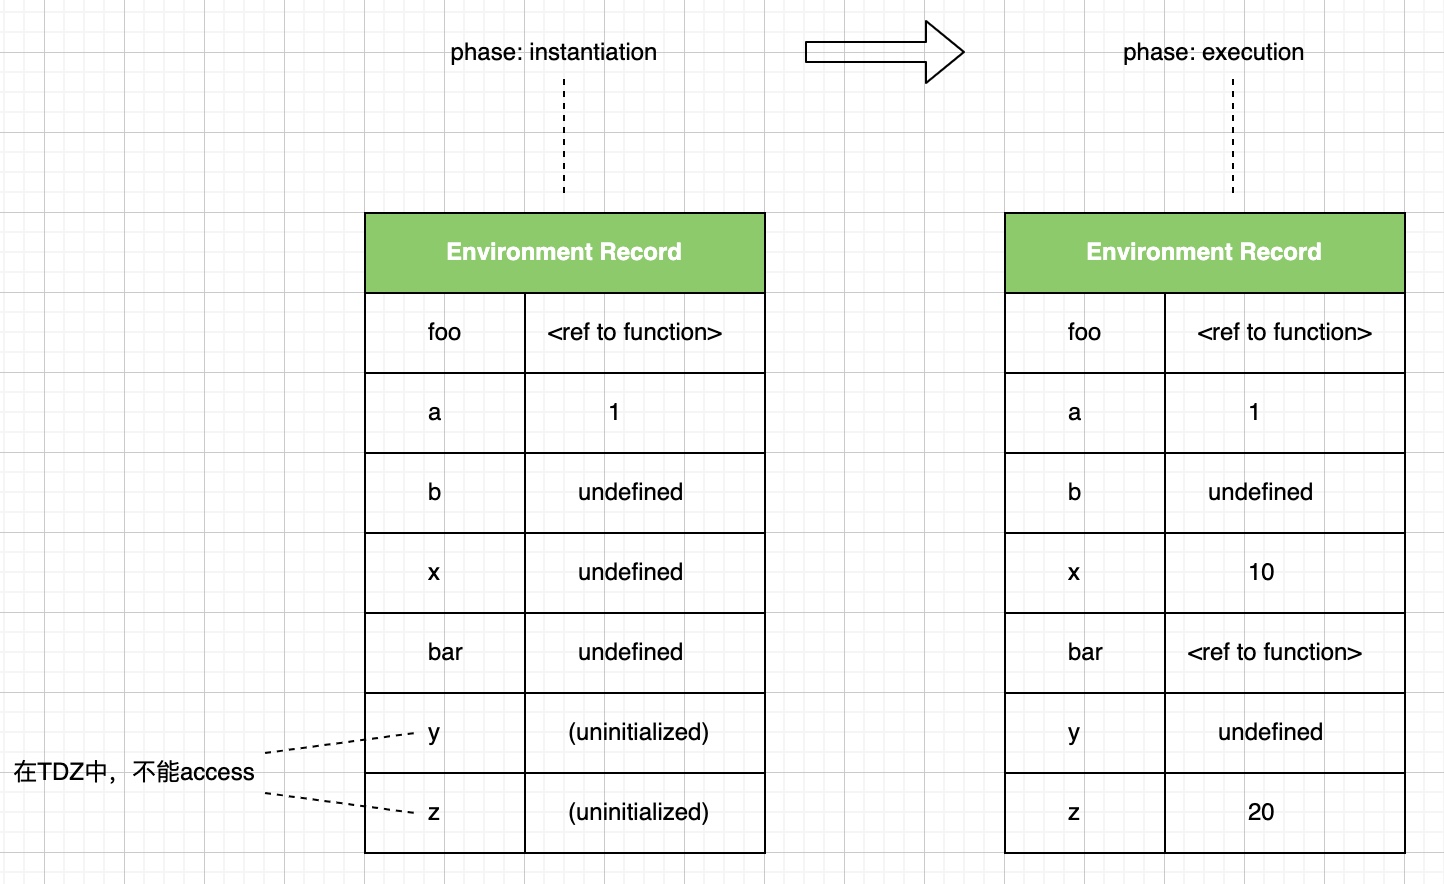 phase: instantiation
phase: execution
Environment Record
foo <ref to function>
a 1
b undefined
x undefined
bar undefined
y (uninitialized)
z (uninitialized)
在TDZ中，不能access
Environment Record
foo <ref to function>
a 1
b undefined
x 10
bar <ref to function>
y undefined
z 20